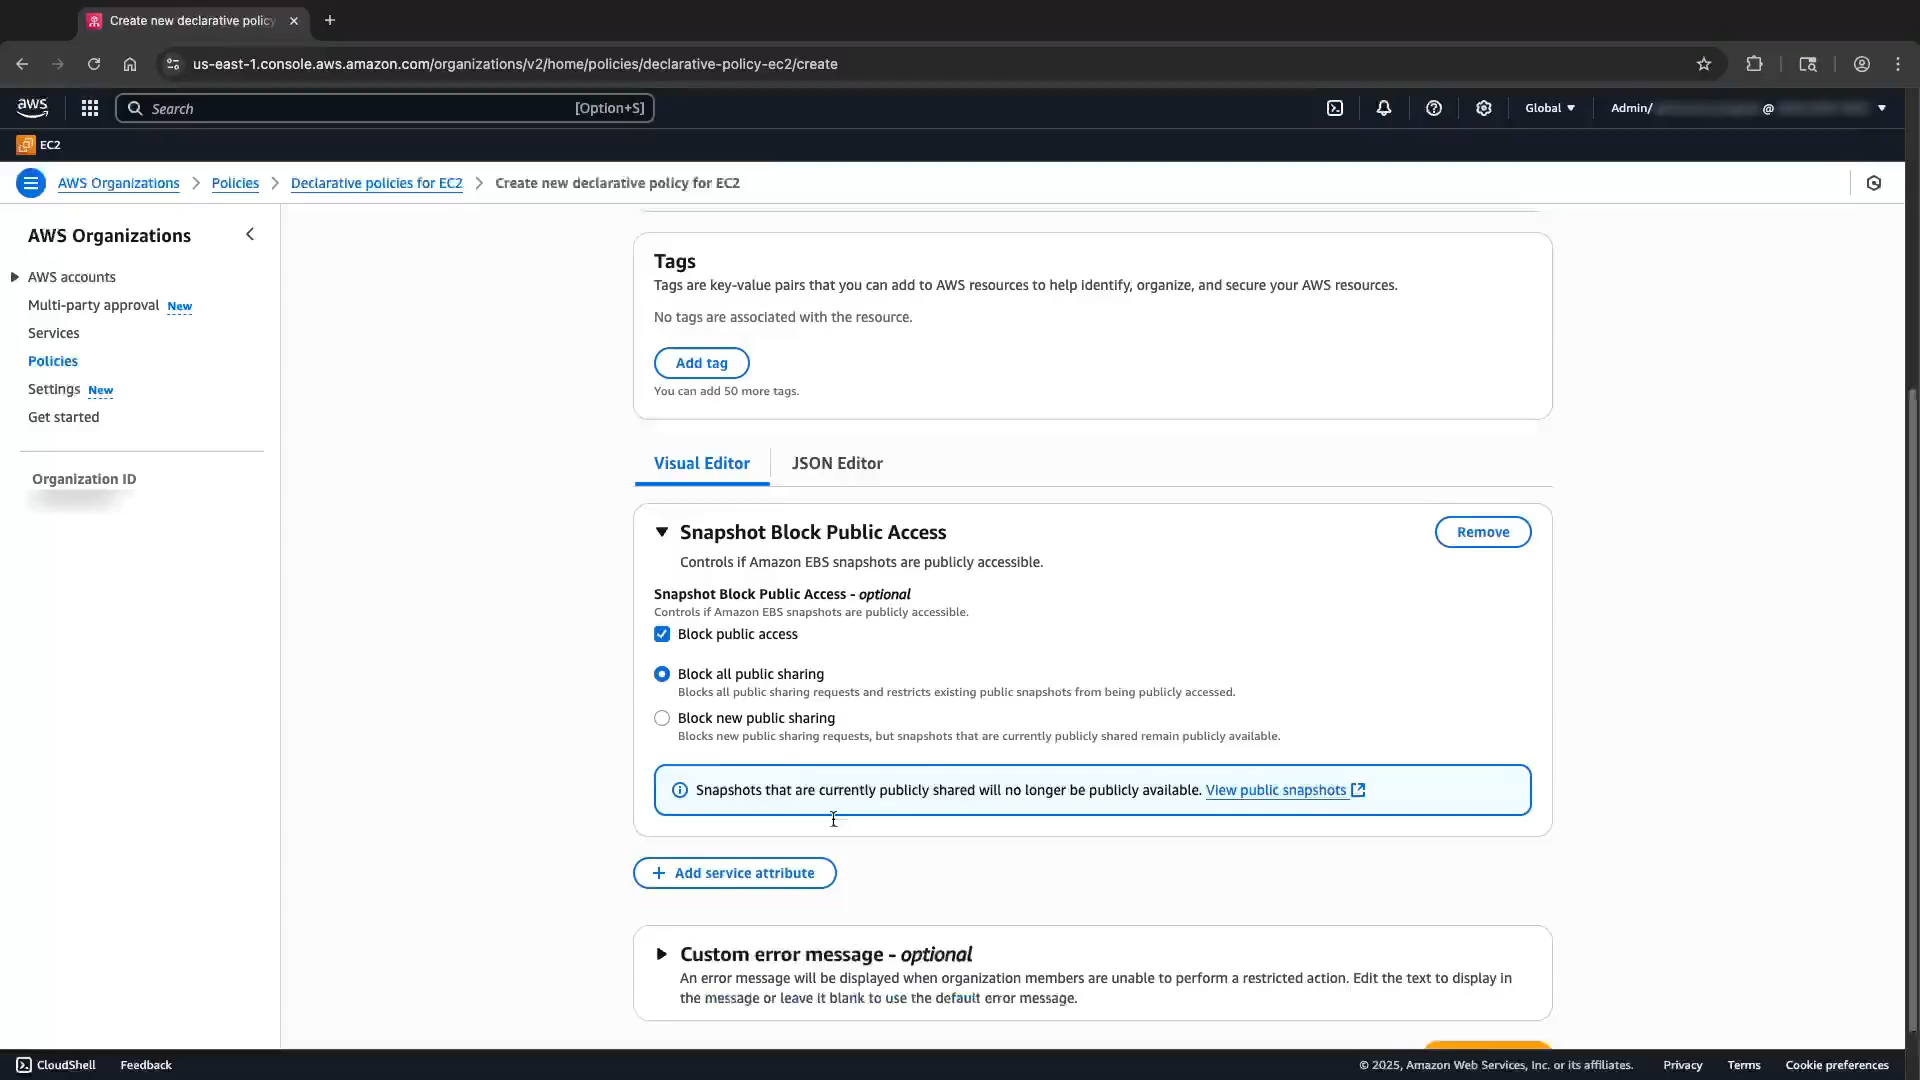 Create new declarative policy
us-east-1.console.aws.amazon.com/organizations/v2/home/policies/declarative-policy-ec2/create
aws
Search
[Option+S]
Global
Admin/
@
EC2
AWS Organizations
Policies
Declarative policies for EC2
Create new declarative policy for EC2
AWS Organizations
AWS accounts
Multi-party approval New
Services
Policies
Settings New
Get started
Organization ID
Tags
Tags are key-value pairs that you can add to AWS resources to help identify, organize, and secure your AWS resources.
No tags are associated with the resource.
Add tag
You can add 50 more tags.
Visual Editor
JSON Editor
Snapshot Block Public Access
Remove
Controls if Amazon EBS snapshots are publicly accessible.
Snapshot Block Public Access - optional
Controls if Amazon EBS snapshots are publicly accessible.
Block public access
Block all public sharing
Blocks all public sharing requests and restricts existing public snapshots from being publicly accessed.
Block new public sharing
Blocks new public sharing requests, but snapshots that are currently publicly shared remain publicly available.
Snapshots that are currently publicly shared will no longer be publicly available. View public snapshots
+ Add service attribute
Custom error message - optional
An error message will be displayed when organization members are unable to perform a restricted action. Edit the text to display in
the message or leave it blank to use the default error message.
CloudShell
Feedback
© 2025, Amazon Web Services, Inc. or its affiliates.
Privacy
Terms
Cookie preferences